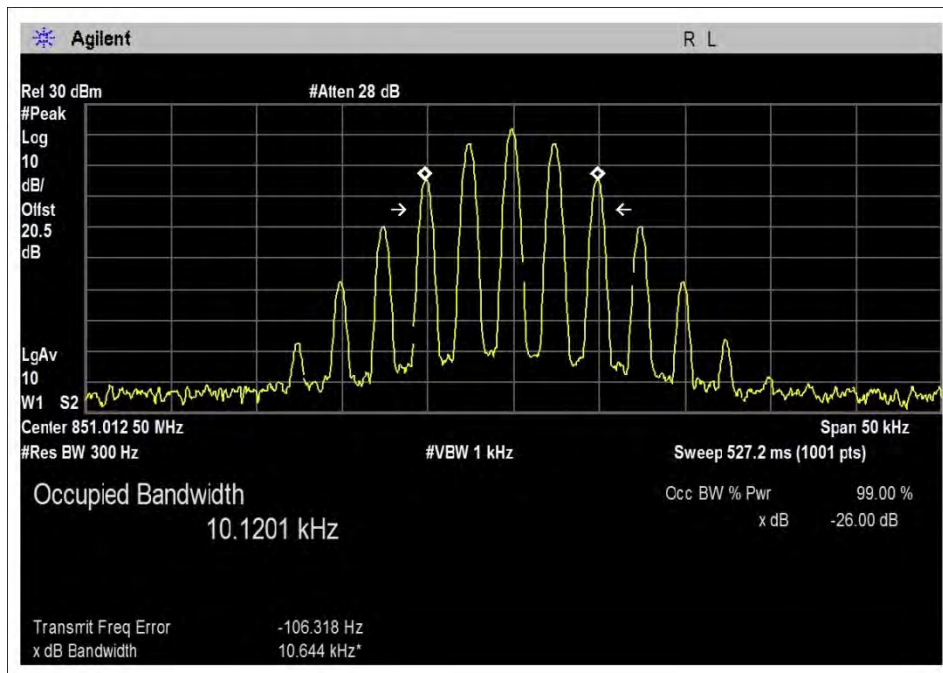 Agilent
R L
Ref 30 dBm #Atten 28 dB
#Peak
Log
10
dB/
Offst
20.5
dB
LgAv
10
W1 S2
Center 851.012 50 MHz Span 50 kHz
#Res BW 300 Hz #VBW 1 kHz Sweep 527.2 ms (1001 pts)
Occupied Bandwidth Occ BW % Pwr 99.00 %
10.1201 kHz x dB -26.00 dB
Transmit Freq Error -106.318 Hz
x dB Bandwidth 10.644 kHz*